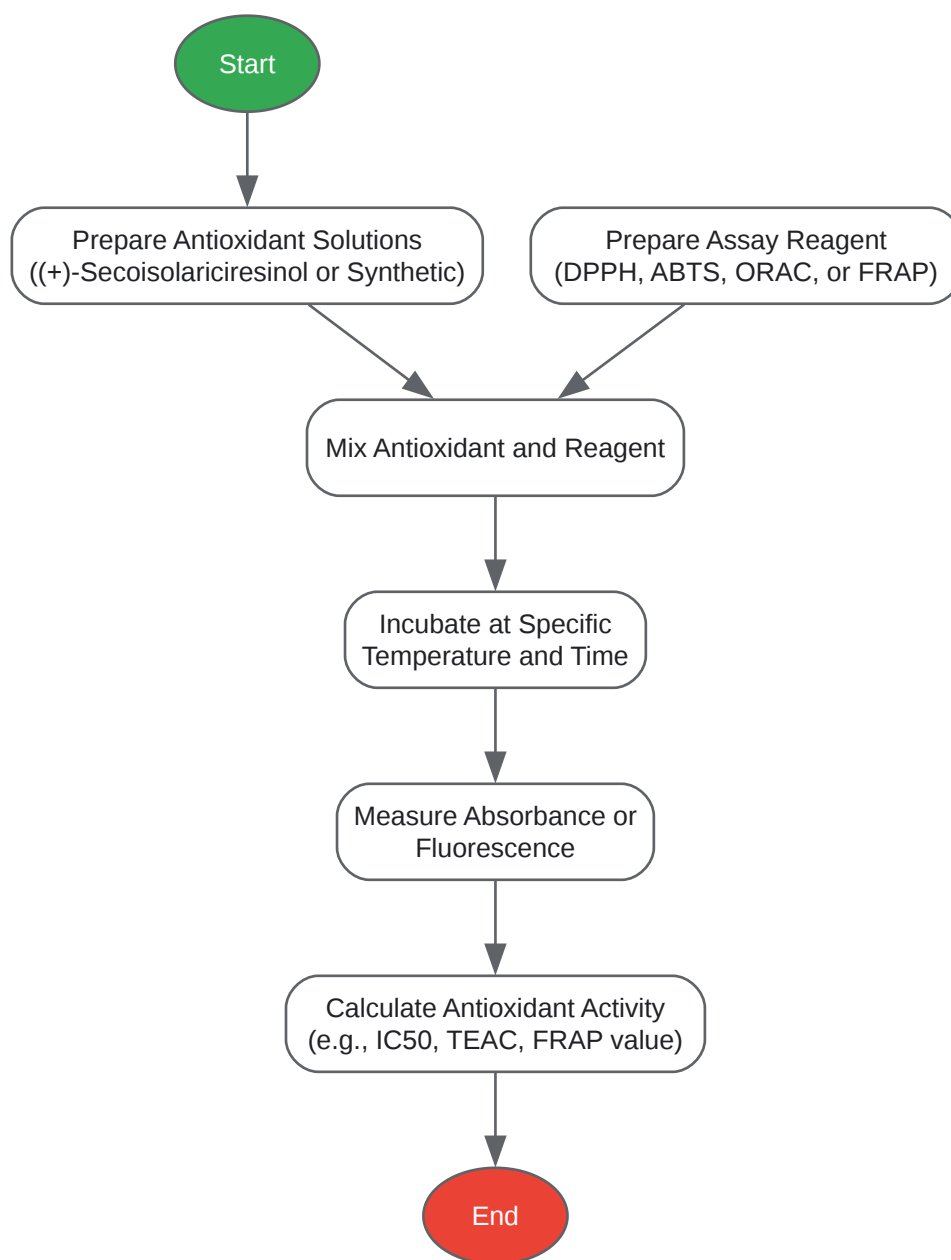 Start
Prepare Antioxidant Solutions
((+)-Secoisolariciresinol or Synthetic)
Prepare Assay Reagent
(DPPH, ABTS, ORAC, or FRAP)
Mix Antioxidant and Reagent
Incubate at Specific
Temperature and Time
Measure Absorbance or
Fluorescence
Calculate Antioxidant Activity
(e.g., IC50, TEAC, FRAP value)
End